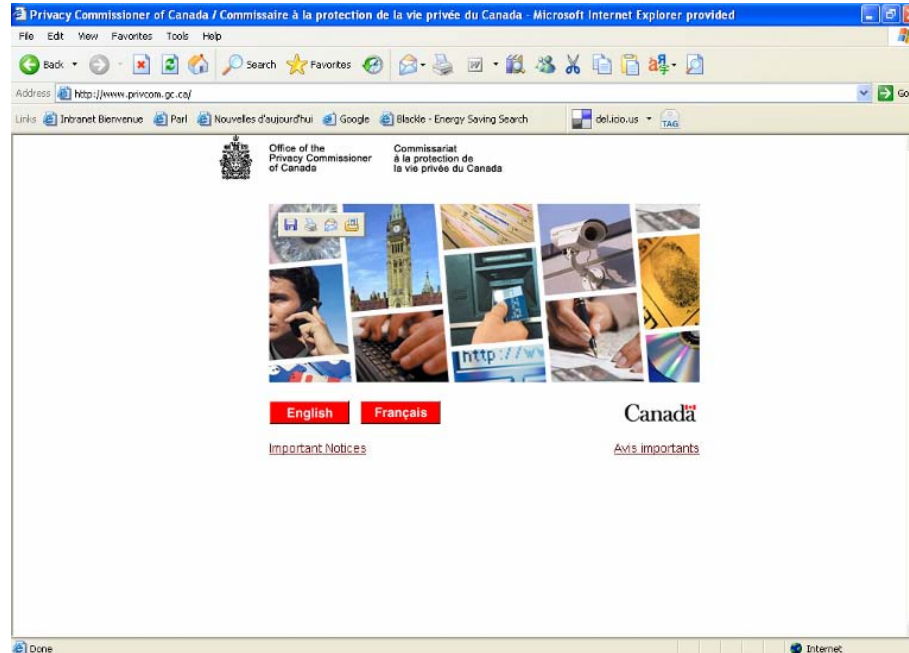 Privacy Commissioner of Canada / Commissaire à la protection de la vie privée du Canada - Microsoft Internet Explorer provided
File Edit View Favorites Tools Help
Back Search Favorites
Address http://www.privcom.gc.ca/ Go
Links Intranet Bienvenue Parl Nouvelles d'aujourd'hui Google Blackle - Energy Saving Search del.icio.us TAG
Office of the Privacy Commissioner of Canada
Commissariat à la protection de la vie privée du Canada
http://w
English Français Canada
Important Notices Avis importants
Done Internet